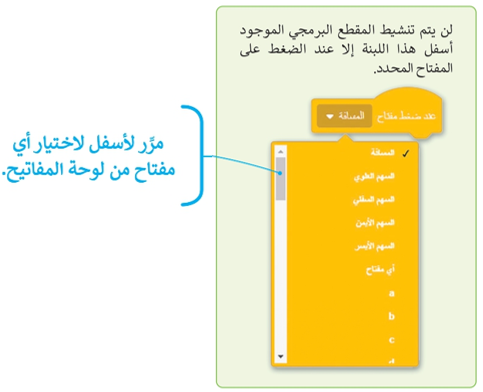 لن يتم تنشيط المقطع البرمجي الموجود
أسفل هذا اللبنة إلا عند الضغط على
المفتاح المحدد.
عند ضغط مفتاح المسافة
مرِّر لأسفل لاختيار أي
مفتاح من لوحة المفاتيح.
المسافة
السهم العلوي
السهم السفلي
السهم الأيمن
السهم الأيسر
أي مفتاح
a
b
c